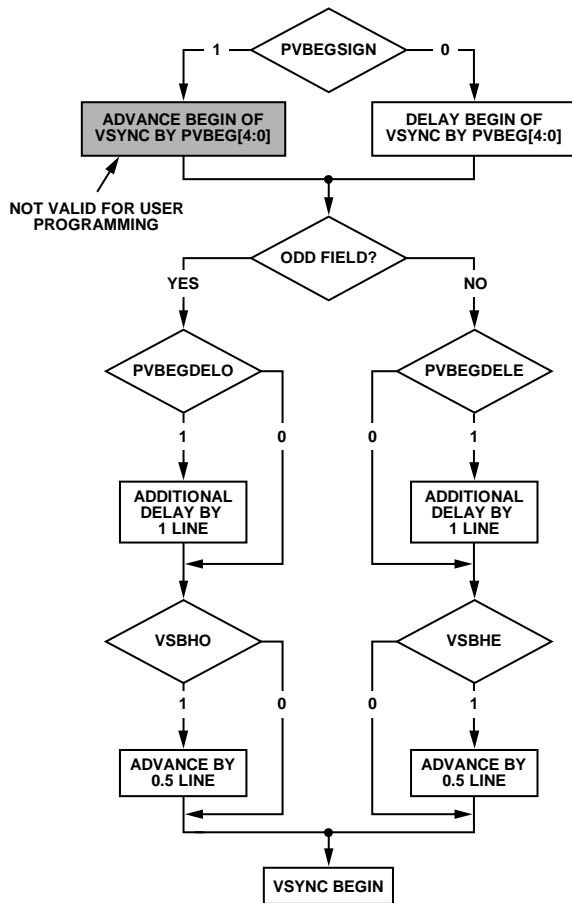 PVBEGSIGN
1
0
ADVANCE BEGIN OF
VSYNC BY PVBEG[4:0]
DELAY BEGIN OF
VSYNC BY PVBEG[4:0]
NOT VALID FOR USER
PROGRAMMING
ODD FIELD?
YES
NO
PVBEGDELO
PVBEGDELE
1
0
0
1
ADDITIONAL
DELAY BY
1 LINE
ADDITIONAL
DELAY BY
1 LINE
VSBHO
VSBHE
1
0
0
1
ADVANCE BY
0.5 LINE
ADVANCE BY
0.5 LINE
VSYNC BEGIN